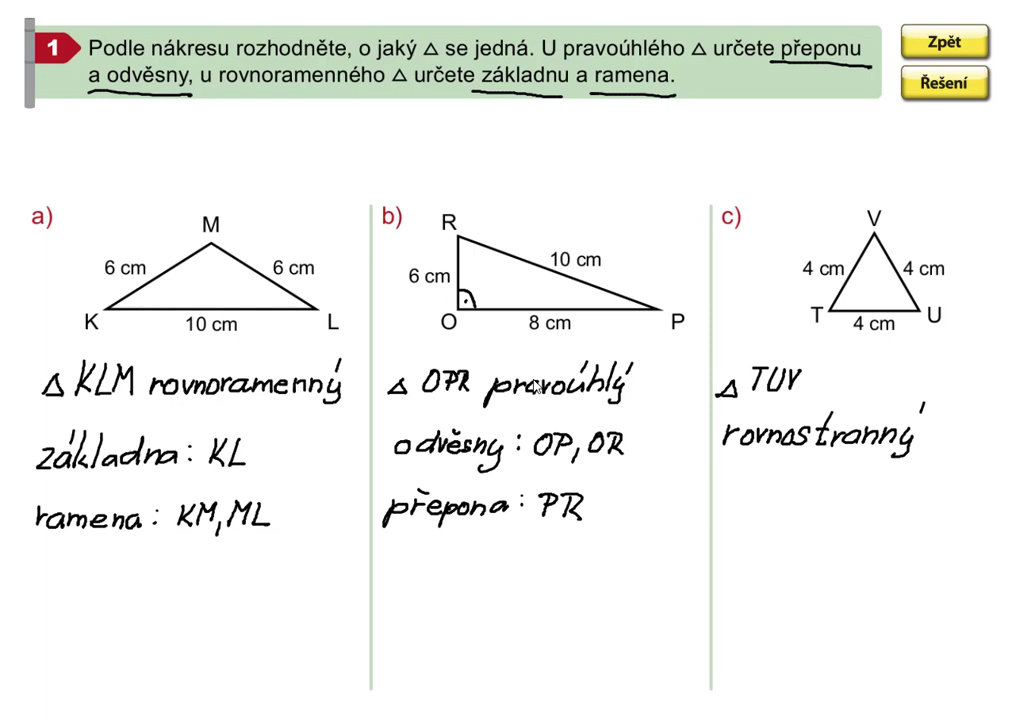 1 Podle nákresu rozhodněte, o jaký △ se jedná. U pravoúhlého △ určete přeponu
a odvěsny, u rovnoramenného △ určete základnu a ramena.
Zpět
Řešení
a)
M
6 cm
6 cm
K
10 cm
L
△ KLM rovnoramenný
základna: KL
ramena: KM, ML
b)
R
10 cm
6 cm
O
8 cm
P
△ OPR pravoúhlý
odvěsny: OP, OR
přepona: PR
c)
V
4 cm
4 cm
T
4 cm
U
△ TUV
rovnostranný